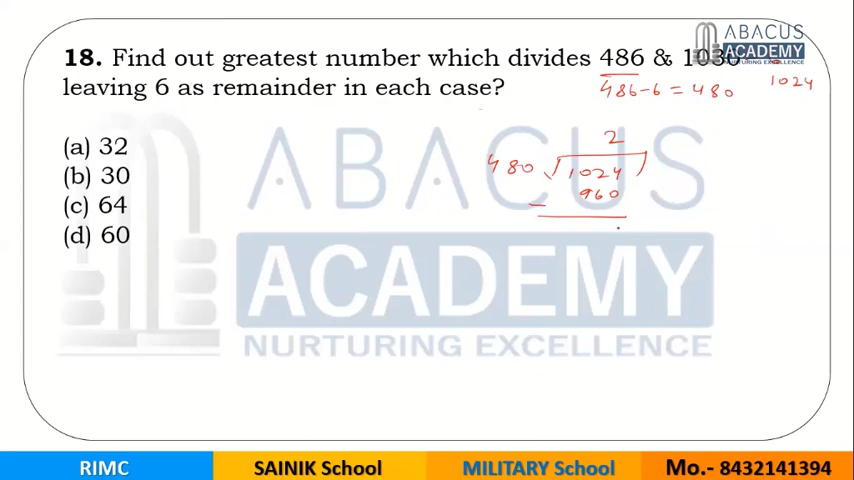 ABACUS
ACADEMY
NURTURING EXCELLENCE
18. Find out greatest number which divides 486 & 1030
leaving 6 as remainder in each case?
1024
486-6 = 480
(a) 32
(b) 30
(c) 64
(d) 60
2
480 1024
- 960
ABACUS
ACADEMY
NURTURING EXCELLENCE
RIMC SAINIK School MILITARY School Mo.- 8432141394